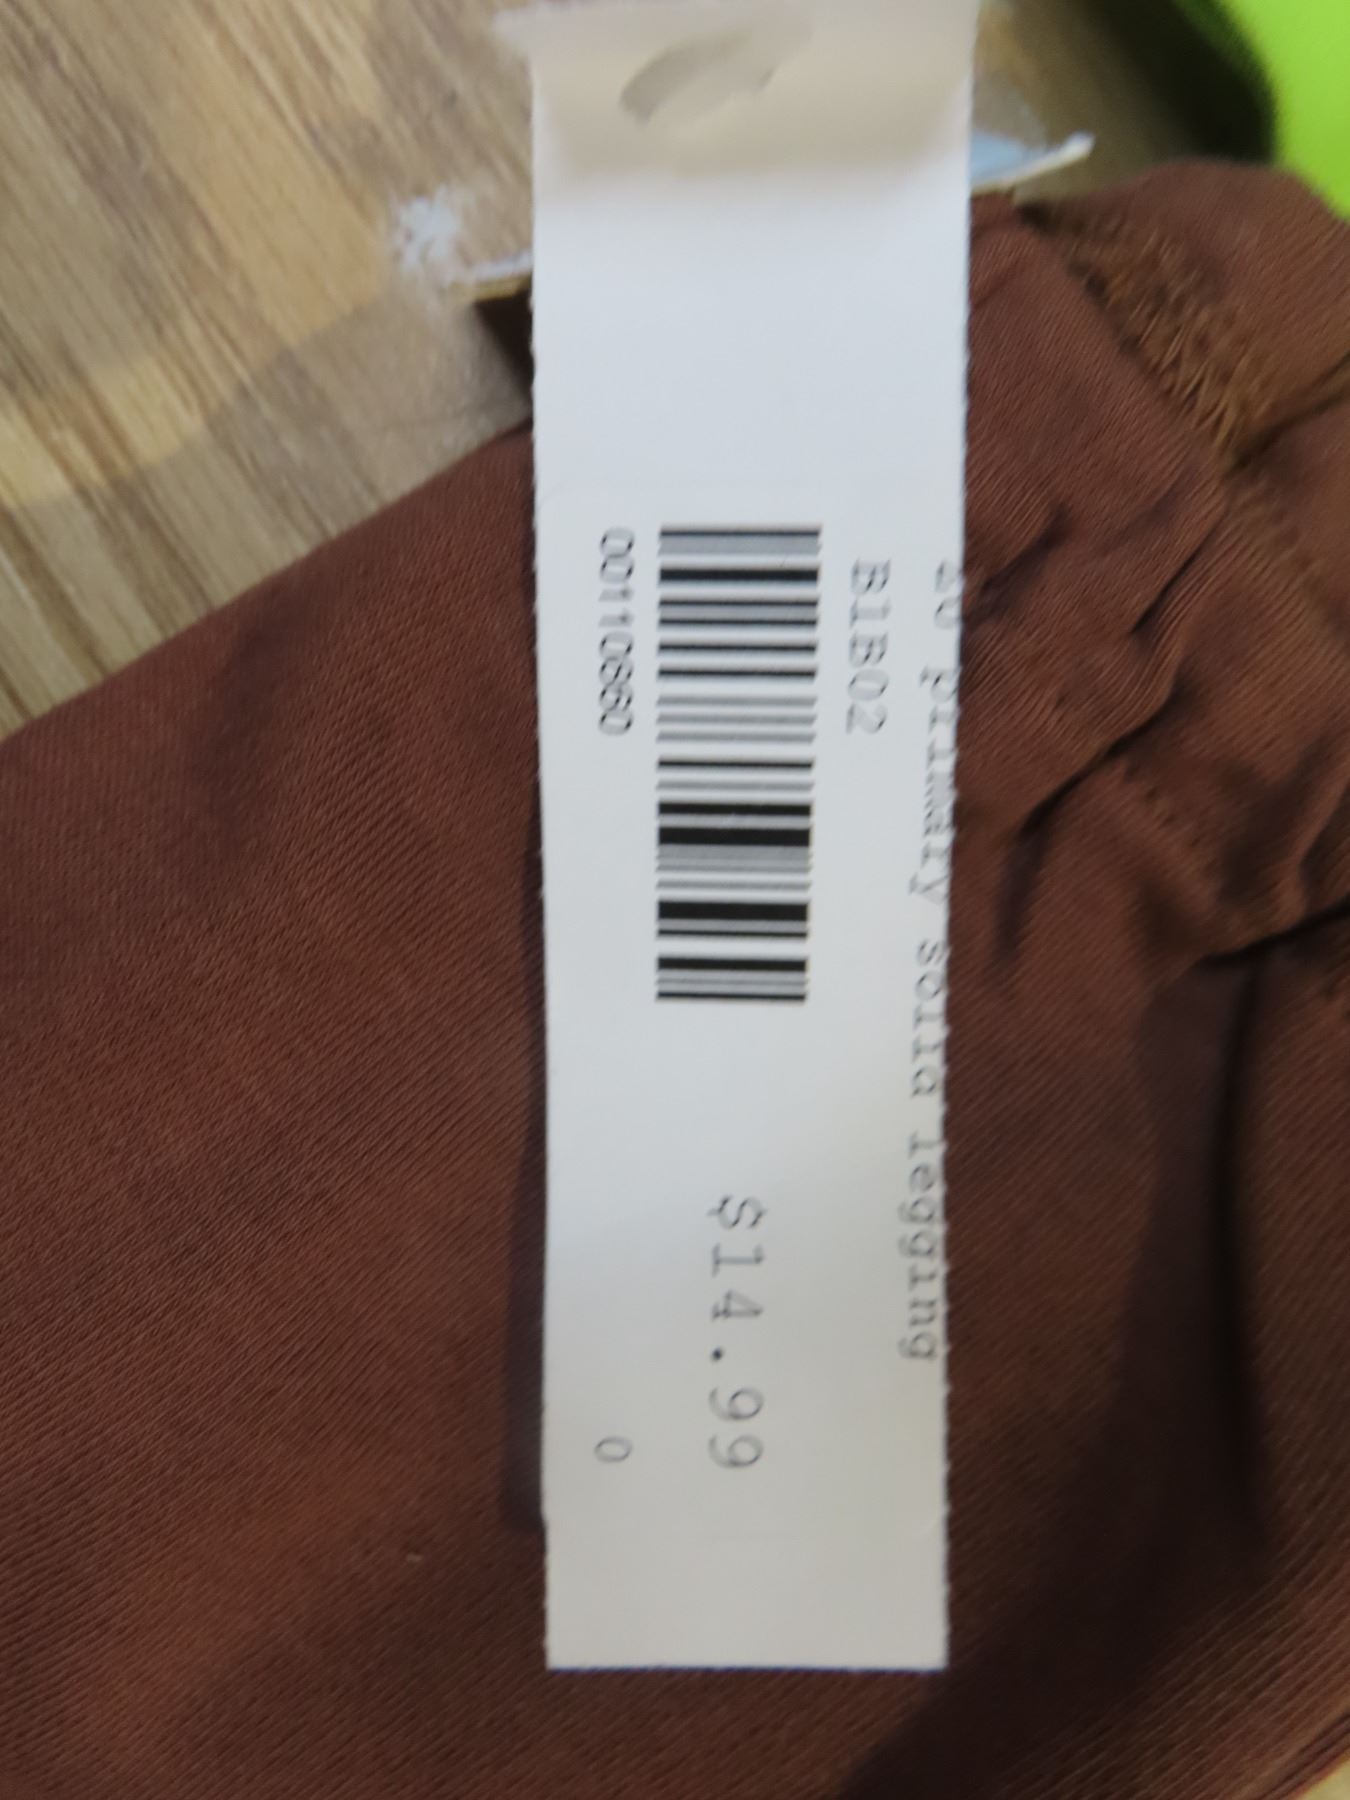 primary solid legging
B1B02
00110860
$14.99
0